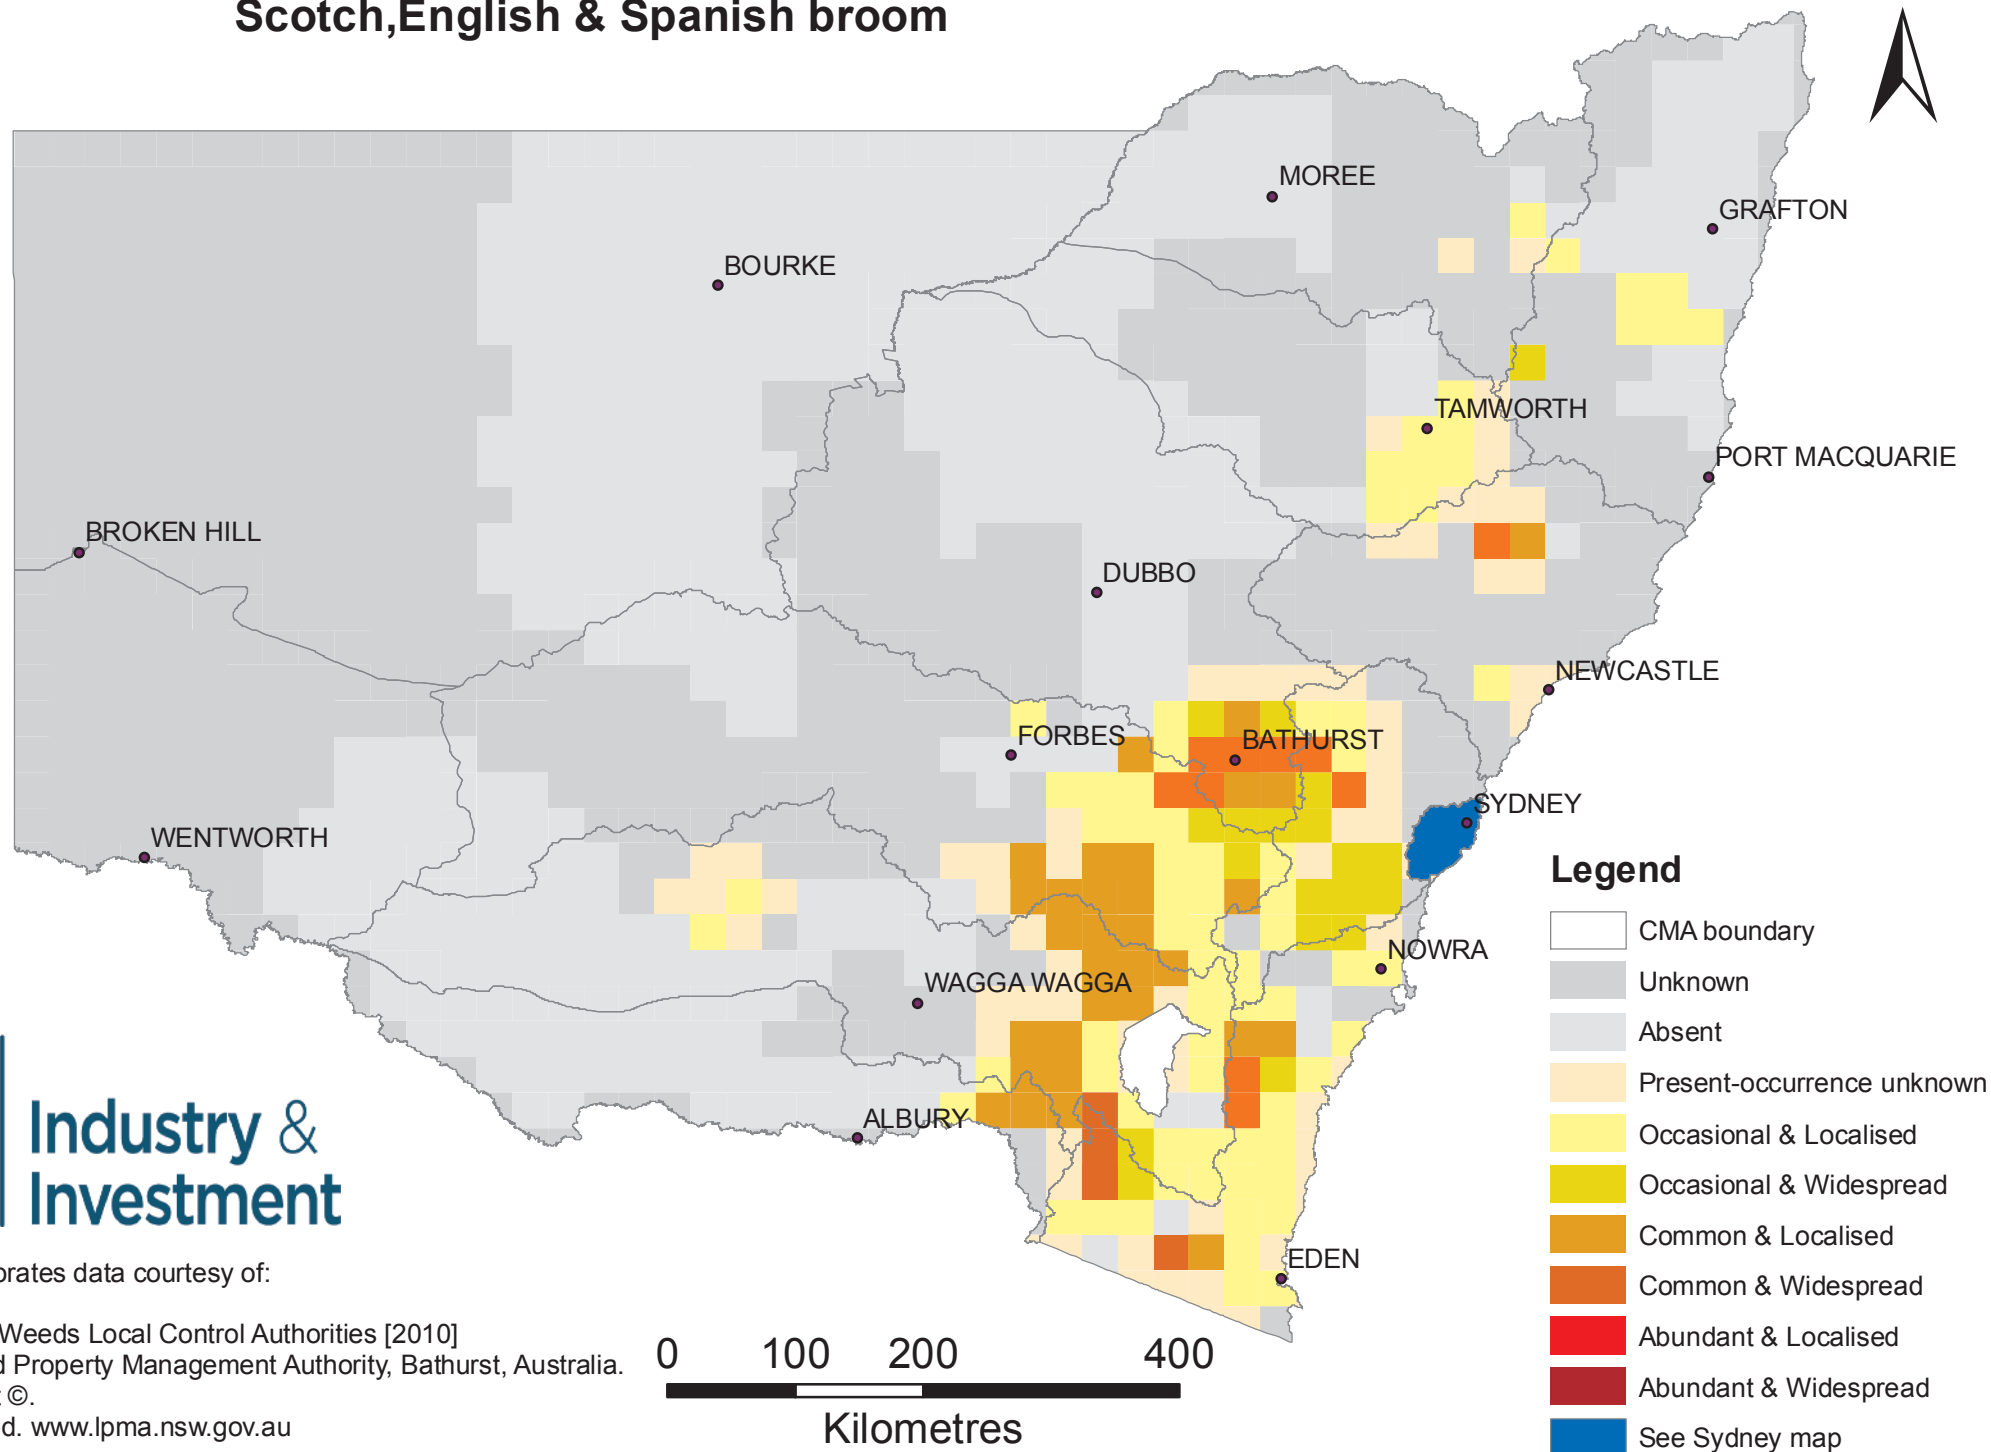 Scotch,English & Spanish broom
MOREE
GRAFTON
BOURKE
TAMWORTH
PORT MACQUARIE
BROKEN HILL
DUBBO
NEWCASTLE
FORBES
BATHURST
SYDNEY
WENTWORTH
NOWRA
WAGGA WAGGA
ALBURY
EDEN
Legend
CMA boundary
Unknown
Absent
Present-occurrence unknown
Occasional & Localised
Occasional & Widespread
Common & Localised
Common & Widespread
Abundant & Localised
Abundant & Widespread
See Sydney map
Industry &
Investment
data courtesy of:
Weeds Local Control Authorities [2010]
Property Management Authority, Bathurst, Australia.
©.
www.lpma.nsw.gov.au
0 100 200 400
Kilometres